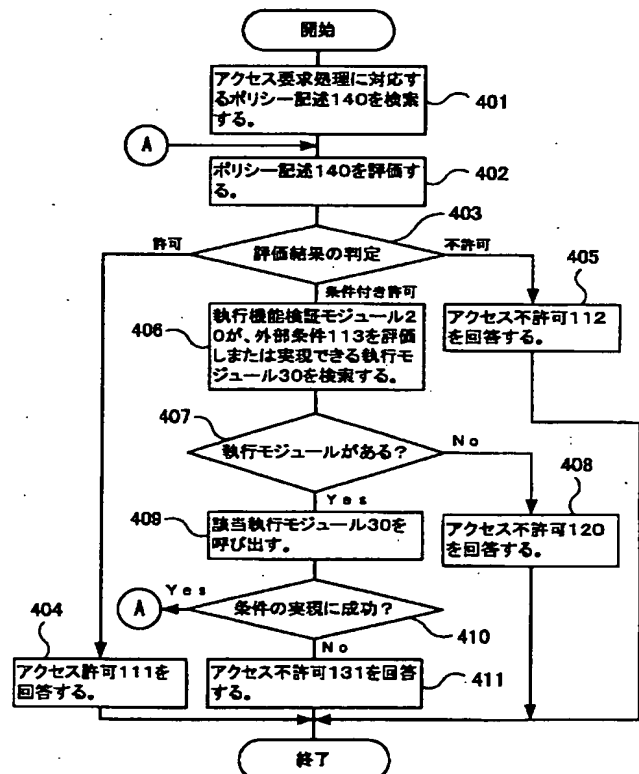 開始
アクセス要求処理に対応す
るポリシー記述140を検索
する。
401
A
ポリシー記述140を評価す
る。
402
403
許可
評価結果の判定
不許可
405
条件付き許可
アクセス不許可112
を回答する。
406
執行機能検証モジュール2
0が、外部条件113を評価
しまたは実現できる執行モ
ジュール30を検索する。
407
執行モジュールがある?
No
Yes
408
409
該当執行モジュール30を
呼び出す。
アクセス不許可120
を回答する。
Yes
A
条件の実現に成功?
410
404
No
アクセス許可111を
回答する。
アクセス不許可131を回答
する。
411
終了